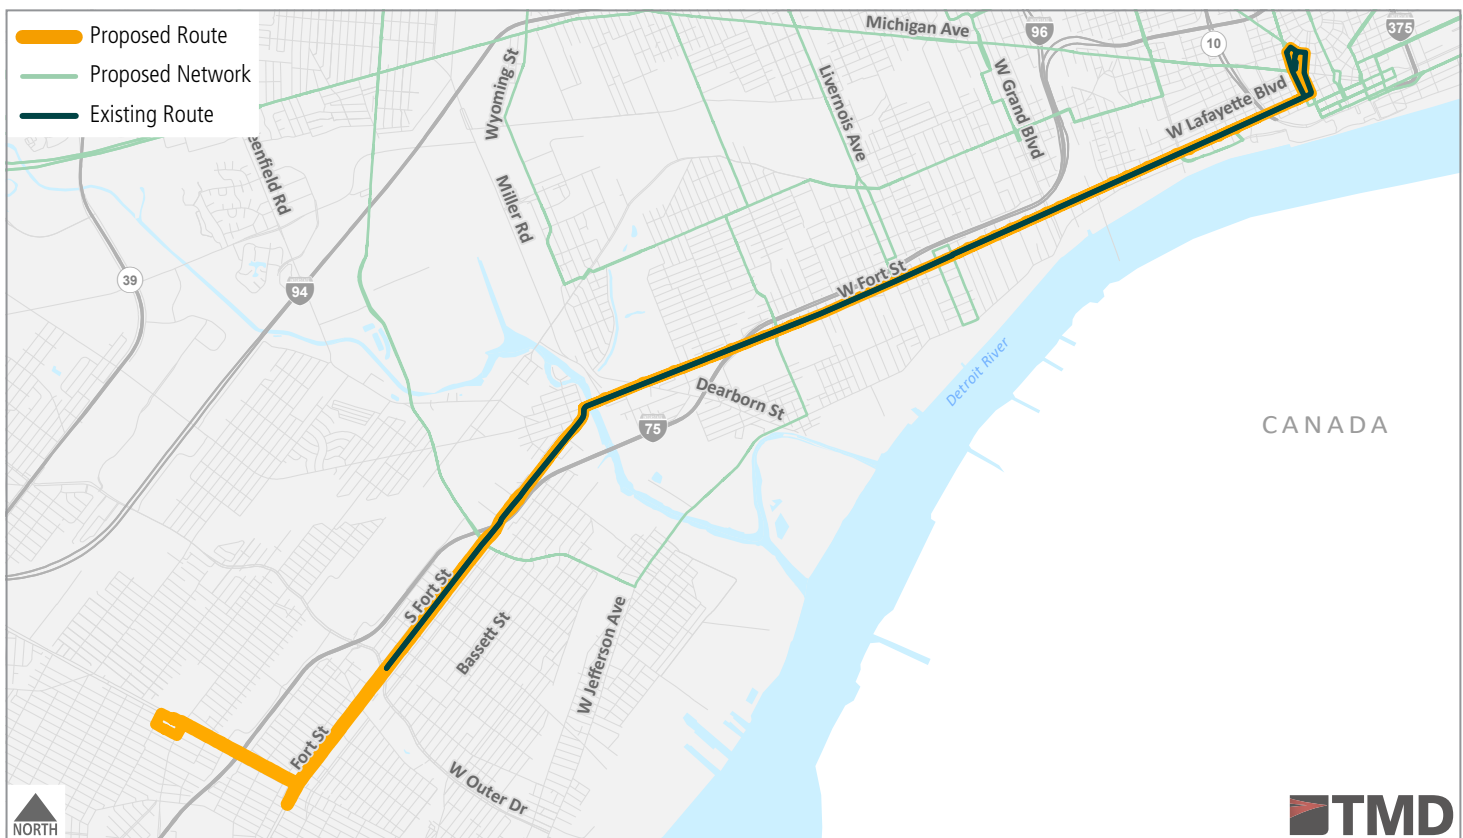 Proposed Route
Proposed Network
Existing Route
Michigan Ave
96
375
10
Wyoming St
Livernois Ave
W Grand Blvd
W Lafayette Blvd
eenfield Rd
Miller Rd
39
94
W Fort St
Detroit River
Dearborn St
75
CANADA
S Fort St
Bassett St
W Jefferson Ave
Fort St
W Outer Dr
NORTH
TMD